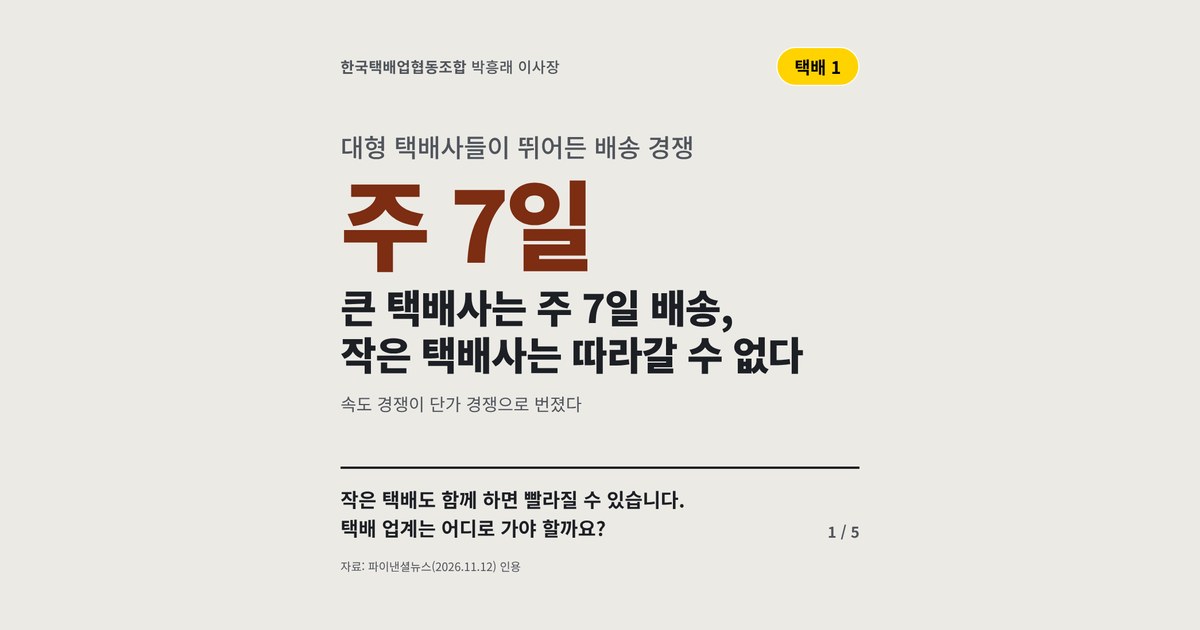 한국택배업협동조합 박흥래 이사장
택배 1
대형 택배사들이 뛰어든 배송 경쟁
주 7일
큰 택배사는 주 7일 배송,
작은 택배사는 따라갈 수 없다
속도 경쟁이 단가 경쟁으로 번졌다
작은 택배도 함께 하면 빨라질 수 있습니다.
택배 업계는 어디로 가야 할까요?
1 / 5
자료: 파이낸셜뉴스(2026.11.12) 인용